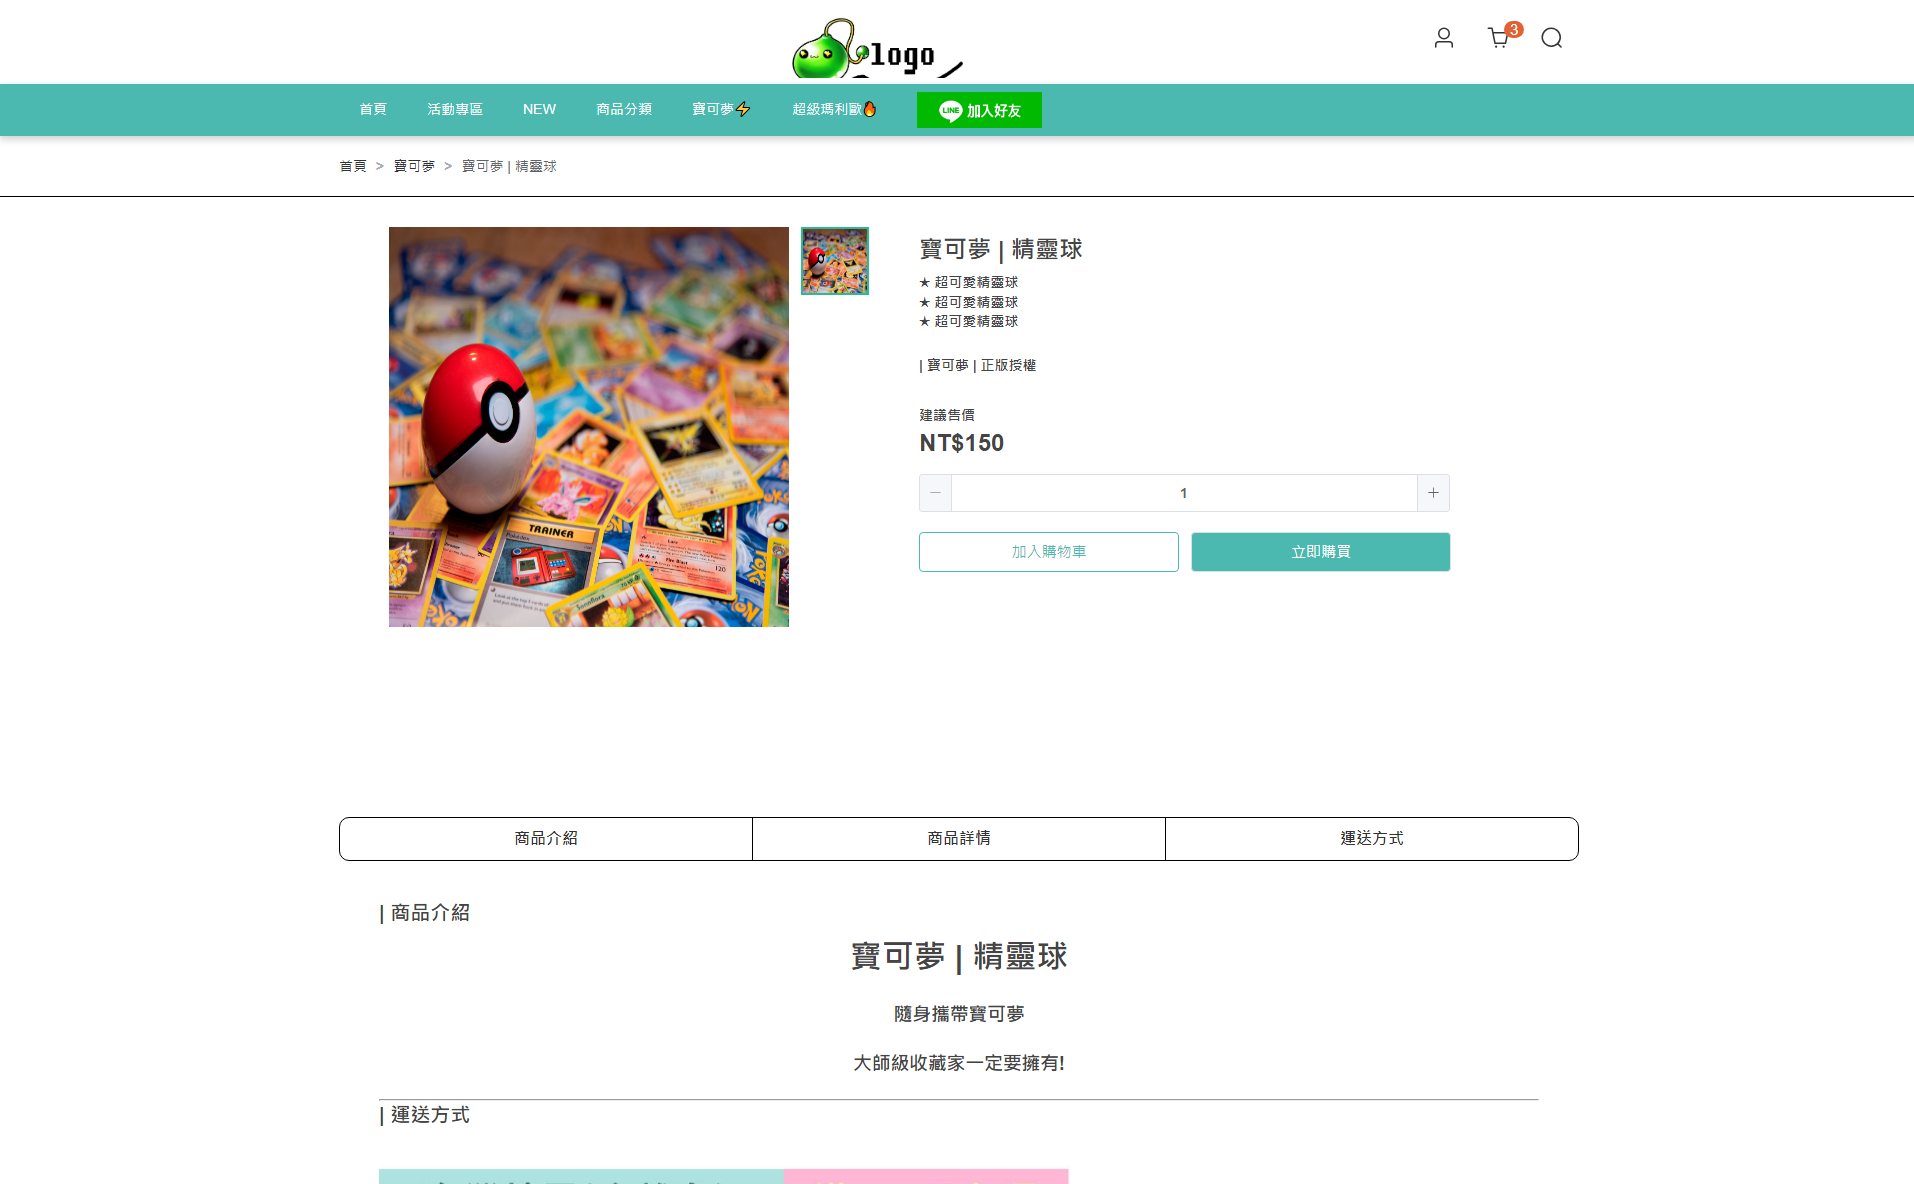 logo
3
首頁 活動專區 NEW 商品分類 寶可夢⚡ 超級瑪利歐🔥 LINE 加入好友
首頁 > 寶可夢 > 寶可夢 | 精靈球
寶可夢 | 精靈球
★ 超可愛精靈球
★ 超可愛精靈球
★ 超可愛精靈球
| 寶可夢 | 正版授權
建議售價
NT$150
− 1 +
加入購物車 立即購買
TRAINER
商品介紹 商品詳情 運送方式
| 商品介紹
寶可夢 | 精靈球
隨身攜帶寶可夢
大師級收藏家一定要擁有!
| 運送方式